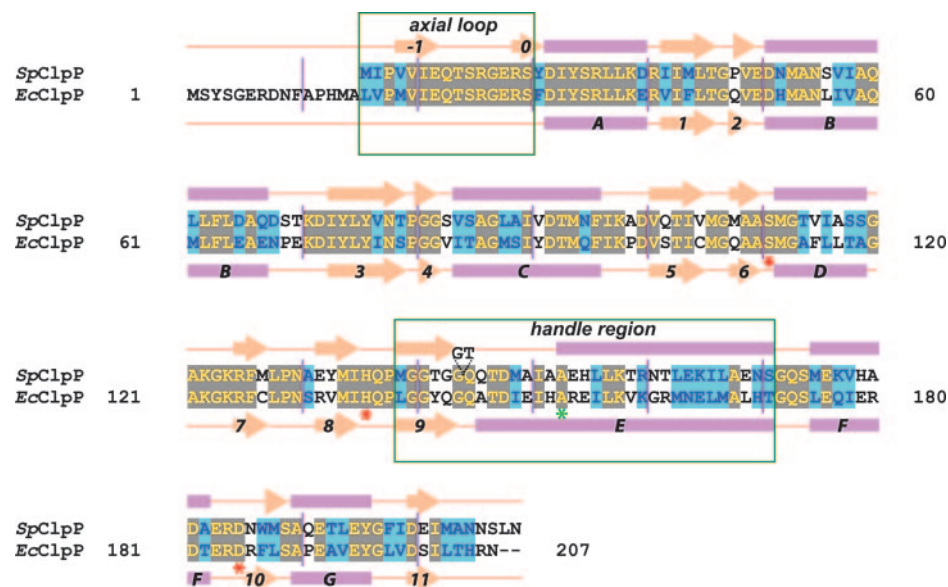 axial loop
-1 0
SpClpP MIPVVIEQTSRGERSYDIYSRLLKDRIIMLTGPVEDNMANSVIAQ
EcClpP 1 MSYSGERDNFAPHMALVPMVIEQTSRGERSFDIYSRLLKERVIFLTGQVEDHMANLIVAQ 60
A 1 2 B
SpClpP LLFLDAQDSTKDIYLYVNTPGGSVSAGLAIVDTMNFIKADVQTIVMGMAASMGTVIASSG
EcClpP 61 MLFLEAENPEKDIYLYINSPGGVITAGMSIYDTMQFIKPDVSTICMGQAASMGAFLLTAG 120
B 3 4 C 5 6 * D
handle region
GT
SpClpP AKGKRFMLPNAEYMIHQPMGGTGGQQTDMAIAAEHLLKTRNTLEKILAENSGQSMEKVHA
EcClpP 121 AKGKRFCLPNSRVMIHQPLGGYQGQATDIEIHAREILKVKGRMNELMALHTGQSLEQIER 180
7 8 * 9 * E F
SpClpP DAERDNWMSAQETLEYGFIDEIMANNSLN
EcClpP 181 DTERDRFLSAPEAVEYGLVDSILTHRN-- 207
F * 10 G 11